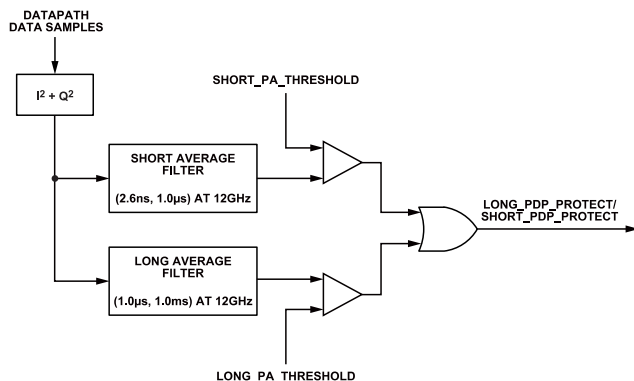 DATAPATH
DATA SAMPLES
I² + Q²
SHORT_PA_THRESHOLD
SHORT AVERAGE
FILTER
(2.6ns, 1.0µs) AT 12GHz
LONG_PDP_PROTECT/
SHORT_PDP_PROTECT
LONG AVERAGE
FILTER
(1.0µs, 1.0ms) AT 12GHz
LONG_PA_THRESHOLD